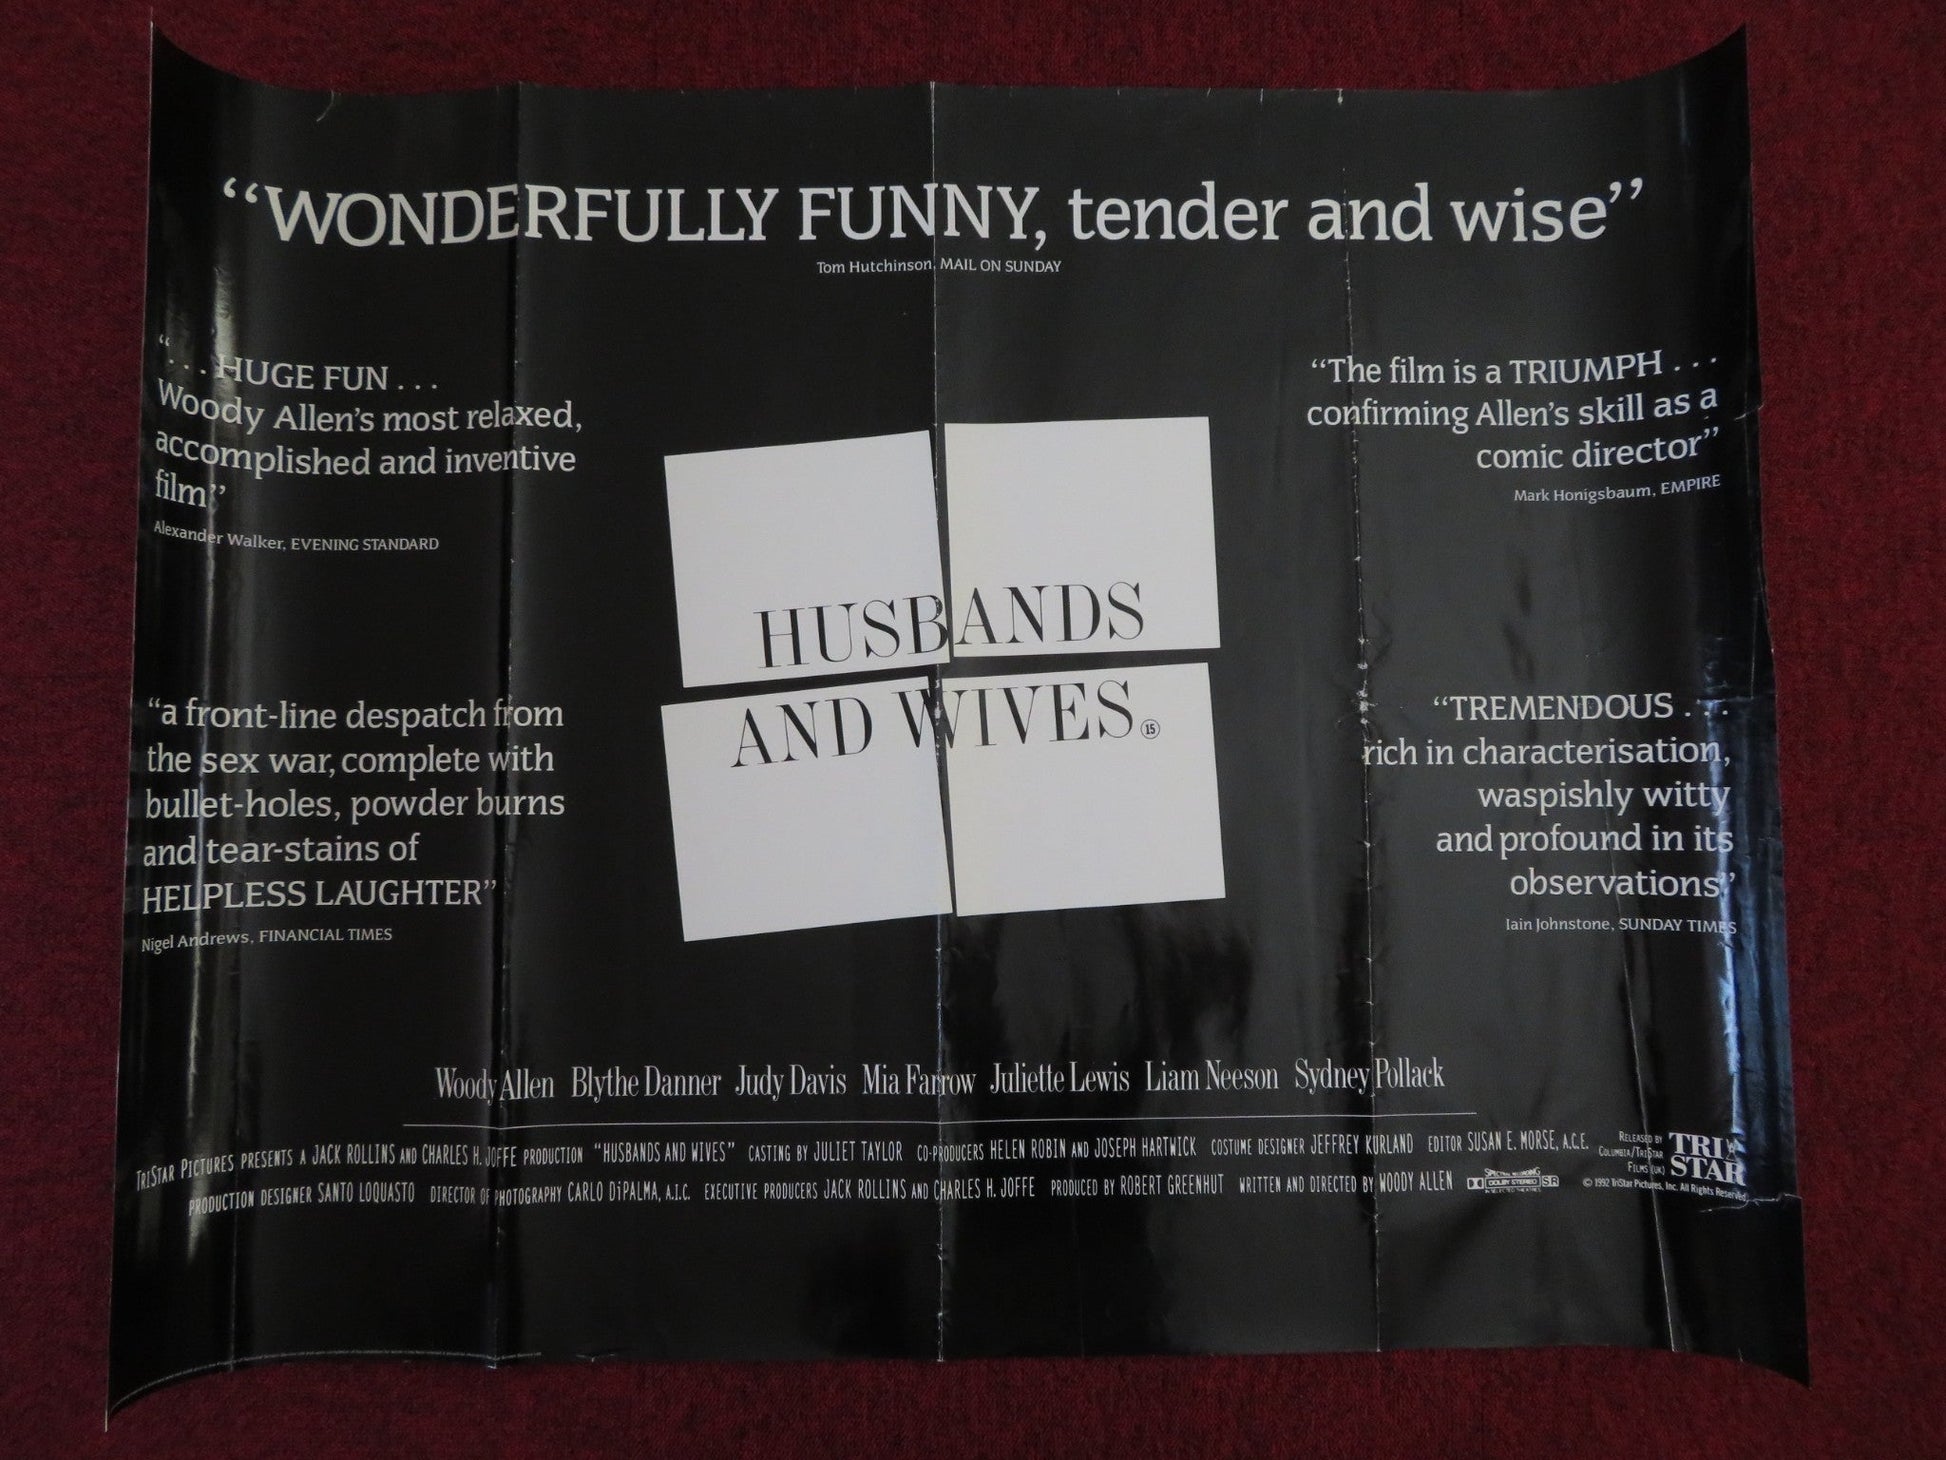 “WONDERFULLY FUNNY, tender and wise”
Tom Hutchinson, MAIL ON SUNDAY
“. . . HUGE FUN . . .
Woody Allen’s most relaxed,
accomplished and inventive
film”
Alexander Walker, EVENING STANDARD
“The film is a TRIUMPH . . .
confirming Allen’s skill as a
comic director”
Mark Honigsbaum, EMPIRE
HUSBANDS
AND WIVES. 15
“a front-line despatch from
the sex war, complete with
bullet-holes, powder burns
and tear-stains of
HELPLESS LAUGHTER”
Nigel Andrews, FINANCIAL TIMES
“TREMENDOUS . . .
rich in characterisation,
waspishly witty
and profound in its
observations”
Iain Johnstone, SUNDAY TIMES
Woody Allen Blythe Danner Judy Davis Mia Farrow Juliette Lewis Liam Neeson Sydney Pollack
TRISTAR PICTURES PRESENTS A JACK ROLLINS AND CHARLES H. JOFFE PRODUCTION “HUSBANDS AND WIVES” CASTING BY JULIET TAYLOR CO-PRODUCERS HELEN ROBIN AND JOSEPH HARTWICK COSTUME DESIGNER JEFFREY KURLAND EDITOR SUSAN E. MORSE, A.C.E.
PRODUCTION DESIGNER SANTO LOQUASTO DIRECTOR OF PHOTOGRAPHY CARLO DiPALMA, A.I.C. EXECUTIVE PRODUCERS JACK ROLLINS AND CHARLES H. JOFFE PRODUCED BY ROBERT GREENHUT WRITTEN AND DIRECTED BY WOODY ALLEN
SPECTRAL RECORDING
DOLBY STEREO SR
IN SELECTED THEATRES
RELEASED BY
COLUMBIA/TRISTAR
FILMS (UK)
TRI
STAR
© 1992 TriStar Pictures, Inc. All Rights Reserved.